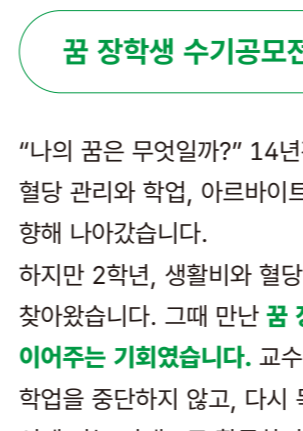 꿈 장학생 수기공모전
“나의 꿈은 무엇일까?” 14년
혈당 관리와 학업, 아르바이트
향해 나아갔습니다.
하지만 2학년, 생활비와 혈당
찾아왔습니다. 그때 만난 꿈
이어주는 기회였습니다. 교수
학업을 중단하지 않고, 다시